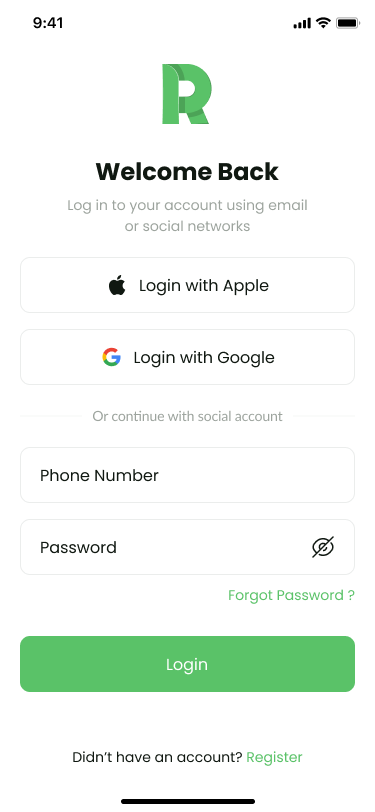 9:41
R
Welcome Back
Log in to your account using email
or social networks
Login with Apple
Login with Google
Or continue with social account
Phone Number
Password
Forgot Password ?
Login
Didn’t have an account? Register